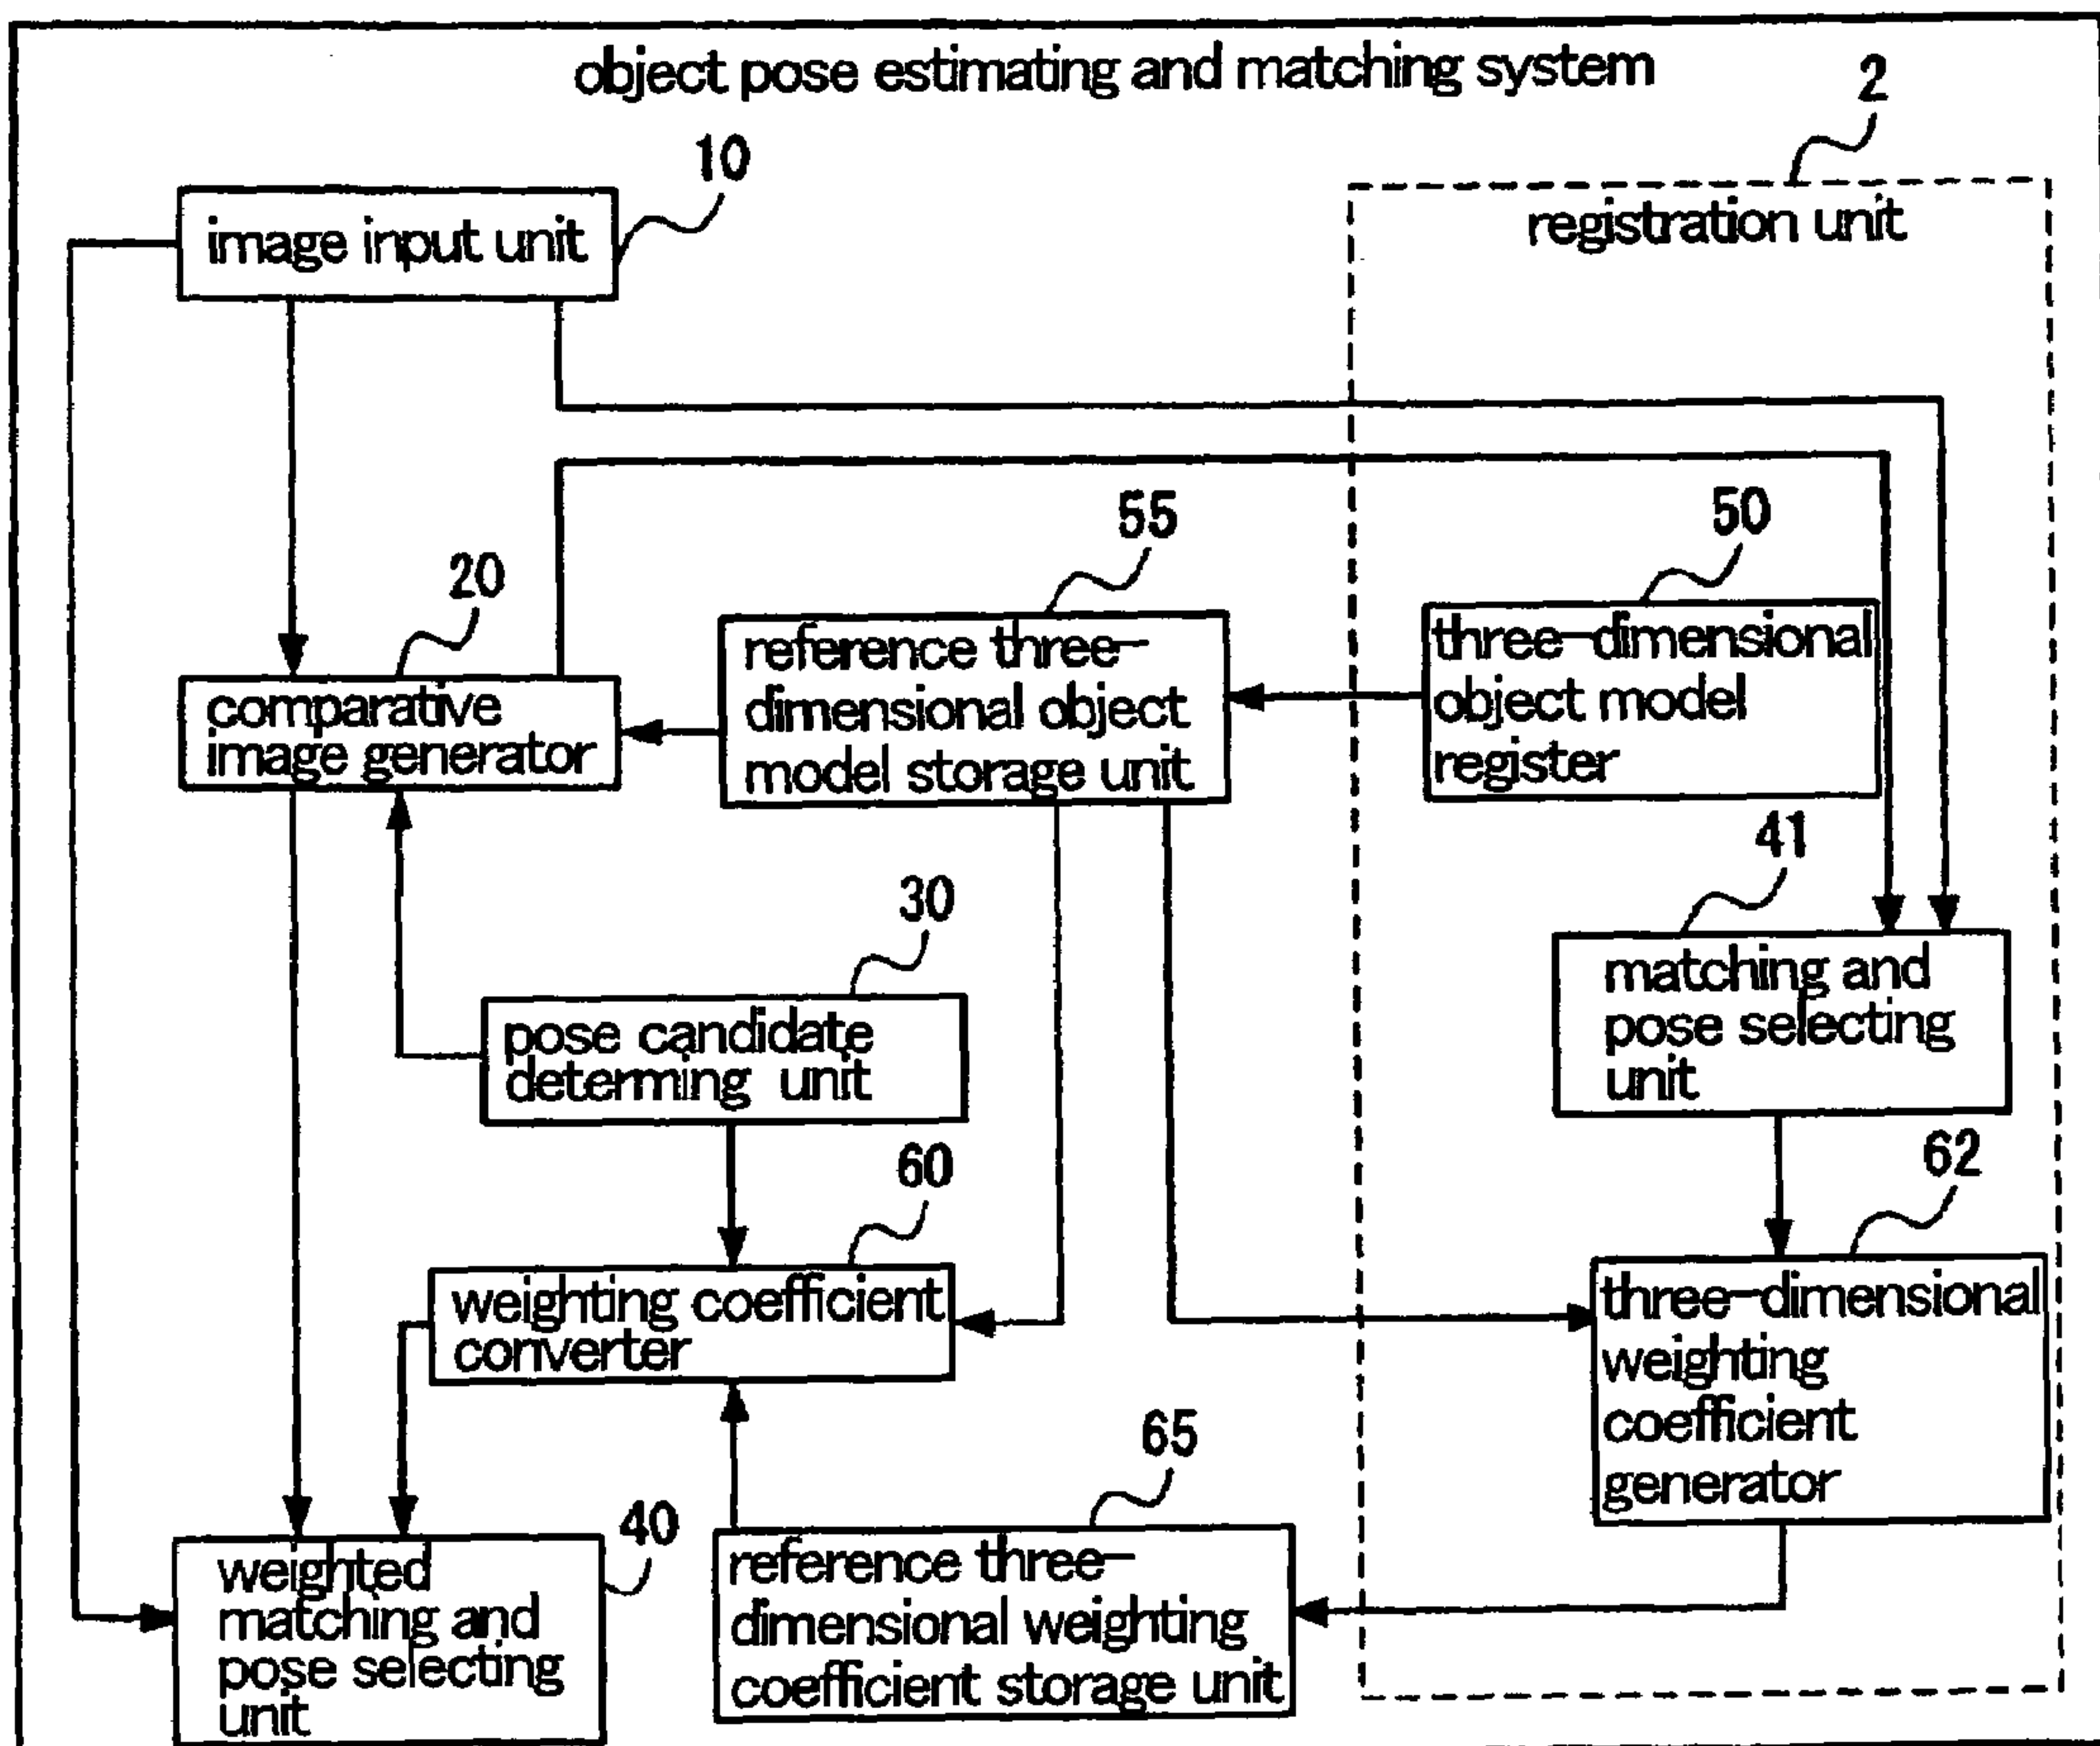 object pose estimating and matching system
2
10
image input unit
registration unit
55
50
20
reference three-
dimensional object
model storage unit
three-dimensional
object model
register
comparative
image generator
41
30
matching and
pose selecting
unit
pose candidate
determing unit
60
62
weighting coefficient
converter
three-dimensional
weighting
coefficient
generator
65
40
weighted
matching and
pose selecting
unit
reference three-
dimensional weighting
coefficient storage unit